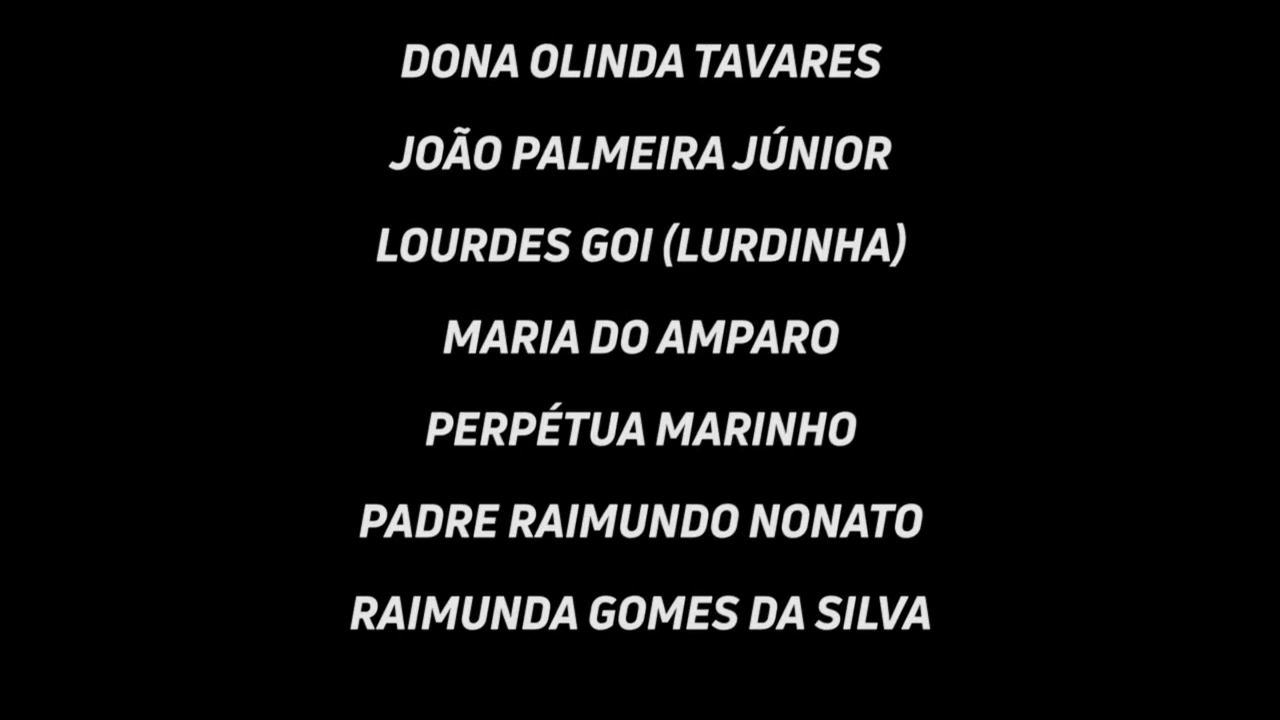 DONA OLINDA TAVARES
JOÃO PALMEIRA JÚNIOR
LOURDES GOI (LURDINHA)
MARIA DO AMPARO
PERPÉTUA MARINHO
PADRE RAIMUNDO NONATO
RAIMUNDA GOMES DA SILVA